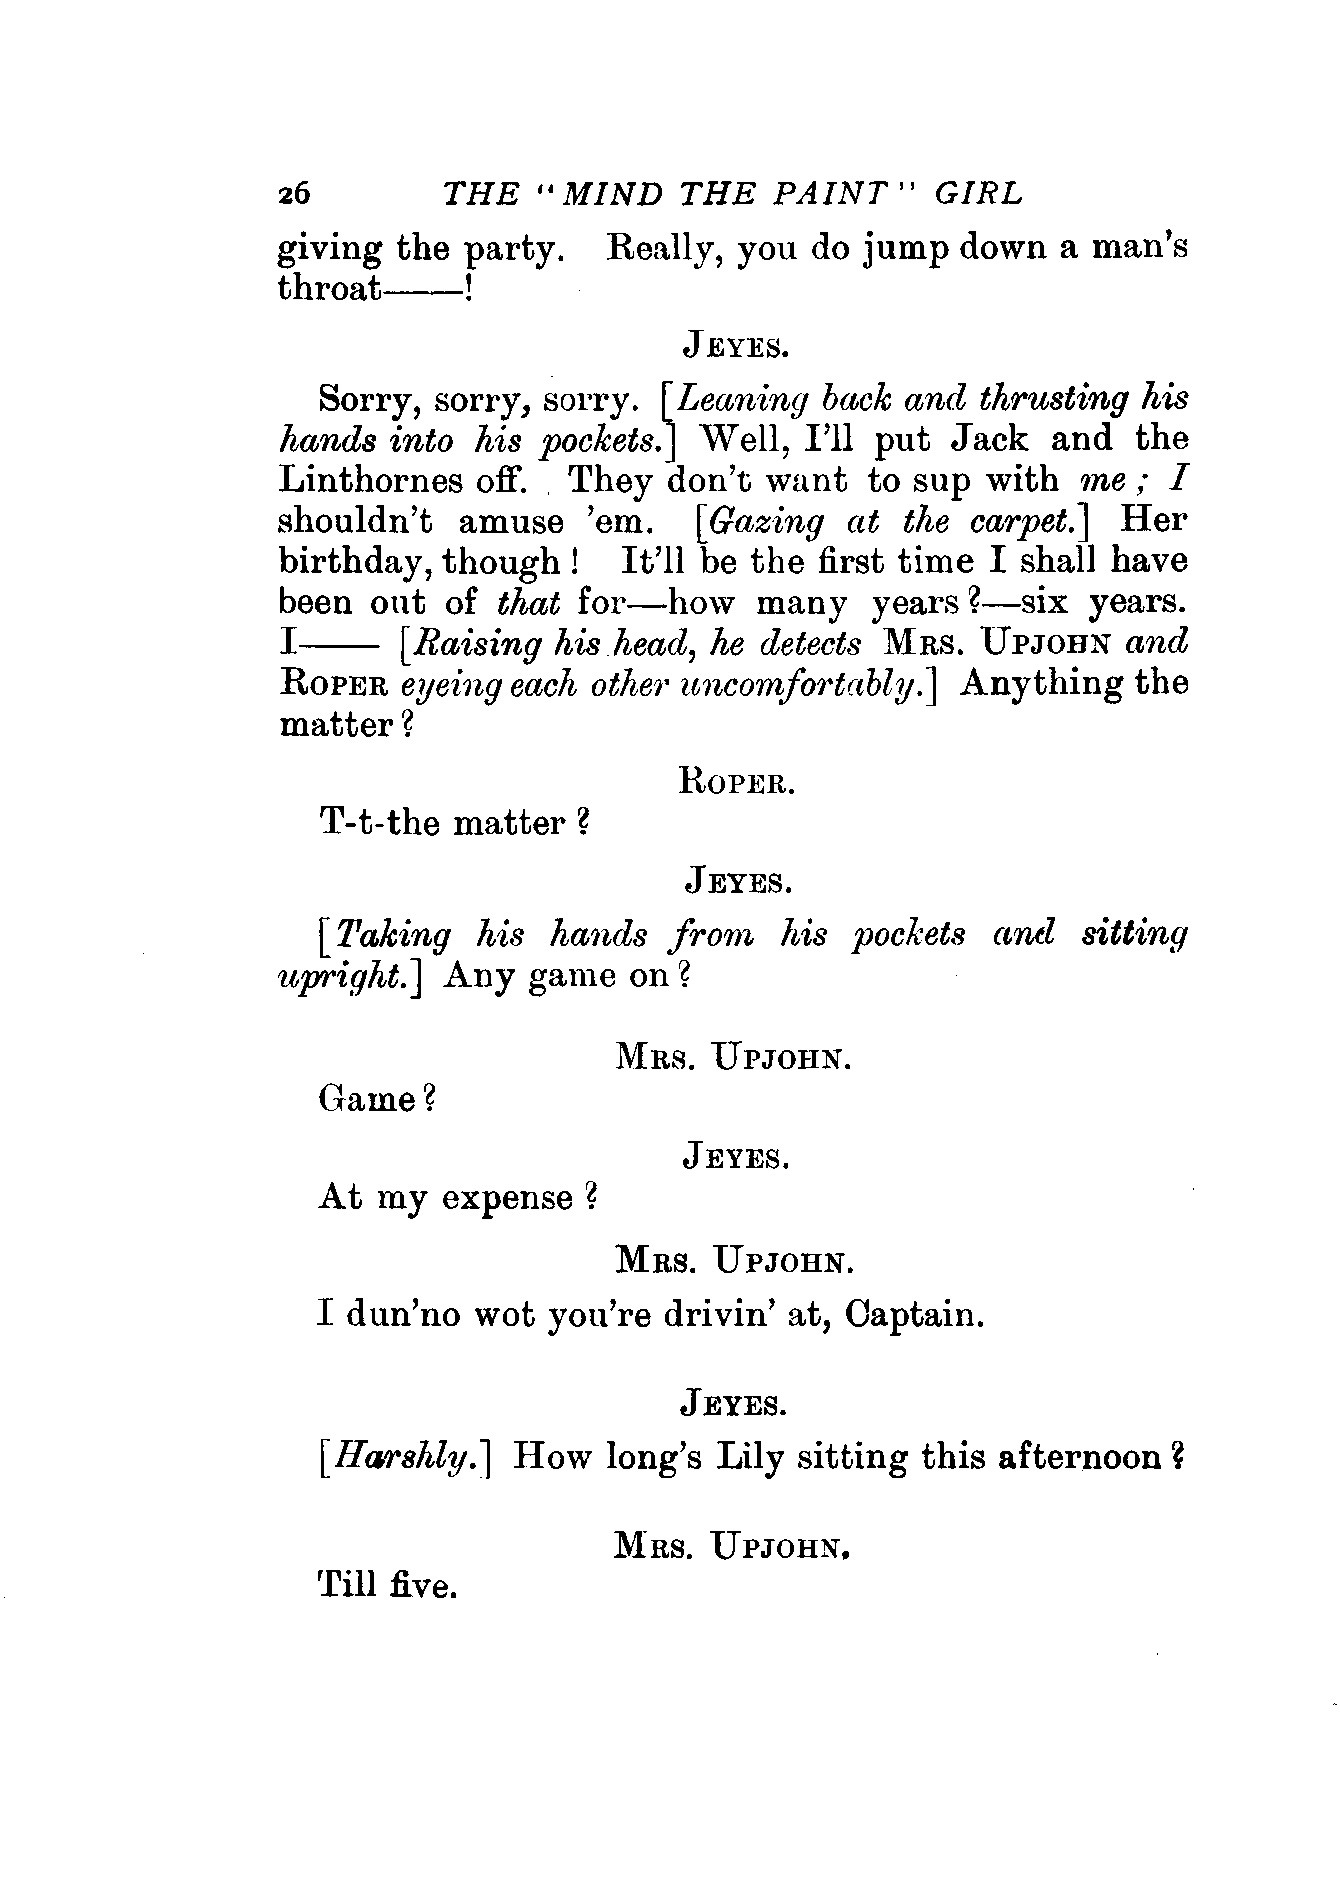 26 THE "MIND THE PAINT" GIRL
giving the party. Really, you do jump down a man's
throat——!
JEYES.
Sorry, sorry, sorry. [Leaning back and thrusting his
hands into his pockets.] Well, I'll put Jack and the
Linthornes off. They don't want to sup with me; I
shouldn't amuse 'em. [Gazing at the carpet.] Her
birthday, though! It'll be the first time I shall have
been out of that for—how many years?—six years.
I—— [Raising his head, he detects MRS. UPJOHN and
ROPER eyeing each other uncomfortably.] Anything the
matter?
ROPER.
T-t-the matter?
JEYES.
[Taking his hands from his pockets and sitting
upright.] Any game on?
MRS. UPJOHN.
Game?
JEYES.
At my expense?
MRS. UPJOHN.
I dun'no wot you're drivin' at, Captain.
JEYES.
[Harshly.] How long's Lily sitting this afternoon?
MRS. UPJOHN.
Till five.